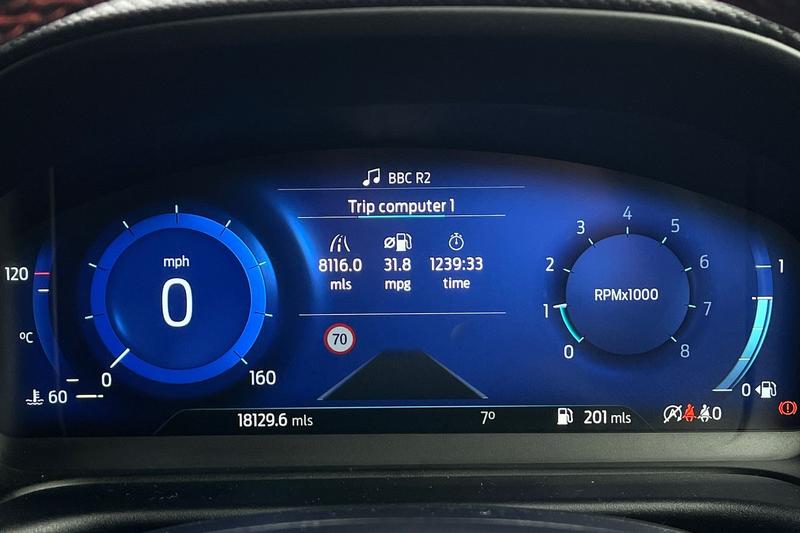 BBC R2
Trip computer 1
8116.0 31.8 1239:33
mls mpg time
mph
0
0
160
120
ºC
60
70
RPMx1000
0
1
2
3
4
5
6
7
8
1
0
18129.6 mls
7º
201 mls
0